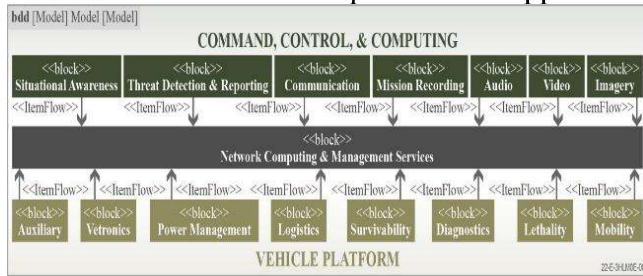 bdd [Model] Model [Model]
COMMAND, CONTROL, & COMPUTING
<<block>> <<block>> <<block>> <<block>> <<block>> <<block>> <<block>>
Situational Awareness Threat Detection & Reporting Communication Mission Recording Audio Video Imagery
<<ItemFlow>> <<ItemFlow>> <<ItemFlow>> <<ItemFlow>> <<ItemFlow>> <<ItemFlow>> <<ItemFlow>>
<<block>>
Network Computing & Management Services
<<ItemFlow>> <<ItemFlow>> <<ItemFlow>> <<ItemFlow>> <<ItemFlow>> <<ItemFlow>> <<ItemFlow>>
<<block>> <<block>> <<block>> <<block>> <<block>> <<block>> <<block>> <<block>>
Auxiliary Vetronics Power Management Logistics Survivability Diagnostics Lethality Mobility
VEHICLE PLATFORM